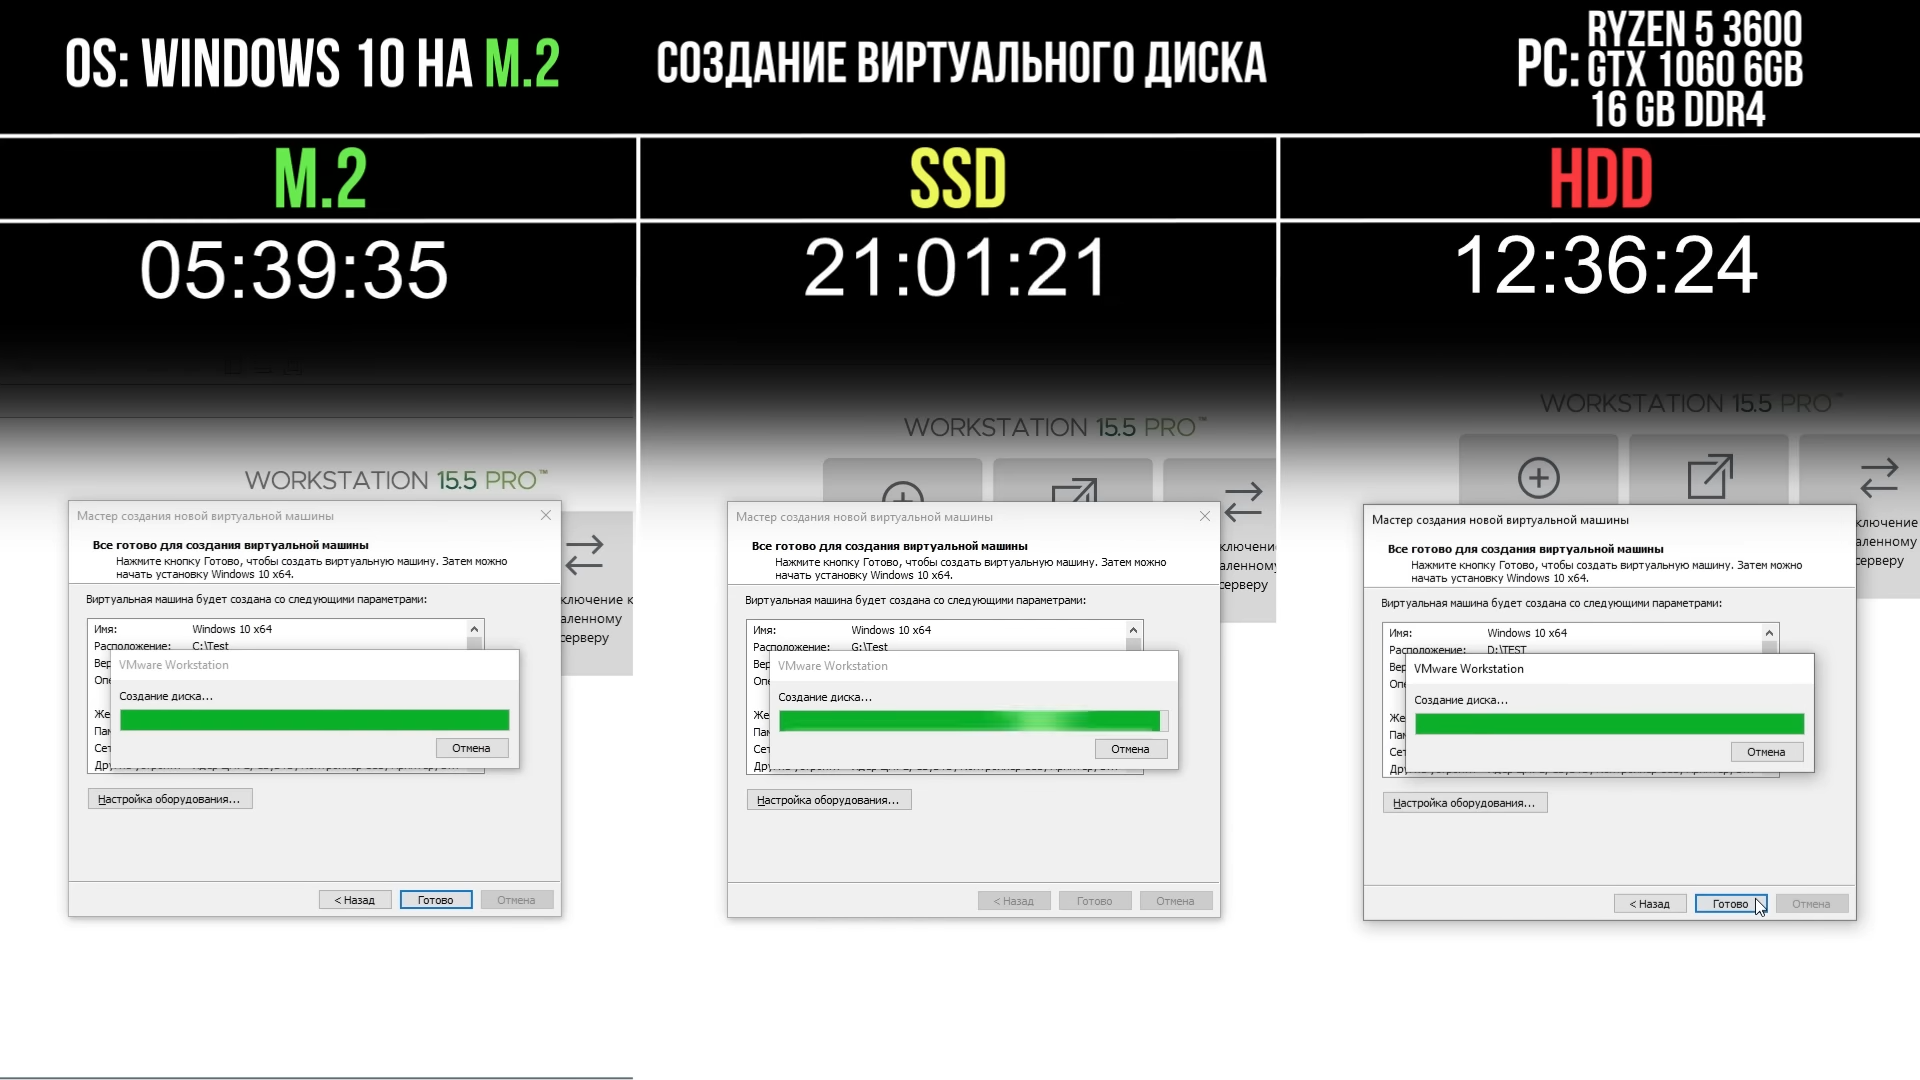 OS: WINDOWS 10 НА M.2
СОЗДАНИЕ ВИРТУАЛЬНОГО ДИСКА
PC:
RYZEN 5 3600
GTX 1060 6GB
16 GB DDR4
M.2
SSD
HDD
05:39:35
21:01:21
12:36:24
WORKSTATION 15.5 PRO™
Мастер создания новой виртуальной машины
Все готово для создания виртуальной машины
Нажмите кнопку Готово, чтобы создать виртуальную машину. Затем можно
начать установку Windows 10 x64.
Виртуальная машина будет создана со следующими параметрами:
Имя: Windows 10 x64
Расположение: C:\Test
Вер
Опе
VMware Workstation
Создание диска...
Же
Пам
Сет
Отмена
Настройка оборудования...
< Назад
Готово
Отмена
ключение к
аленному
серверу
WORKSTATION 15.5 PRO™
Мастер создания новой виртуальной машины
Все готово для создания виртуальной машины
Нажмите кнопку Готово, чтобы создать виртуальную машину. Затем можно
начать установку Windows 10 x64.
Виртуальная машина будет создана со следующими параметрами:
Имя: Windows 10 x64
Расположение: G:\Test
Вер
Опе
VMware Workstation
Создание диска...
Же
Пам
Сет
Отмена
Настройка оборудования...
< Назад
Готово
Отмена
ключение
аленному
серверу
WORKSTATION 15.5 PRO™
Мастер создания новой виртуальной машины
Все готово для создания виртуальной машины
Нажмите кнопку Готово, чтобы создать виртуальную машину. Затем можно
начать установку Windows 10 x64.
Виртуальная машина будет создана со следующими параметрами:
Имя: Windows 10 x64
Расположение: D:\TEST
Вер
Опе
VMware Workstation
Создание диска...
Же
Пам
Сет
Отмена
Настройка оборудования...
< Назад
Готово
Отмена
ключение
аленному
серверу